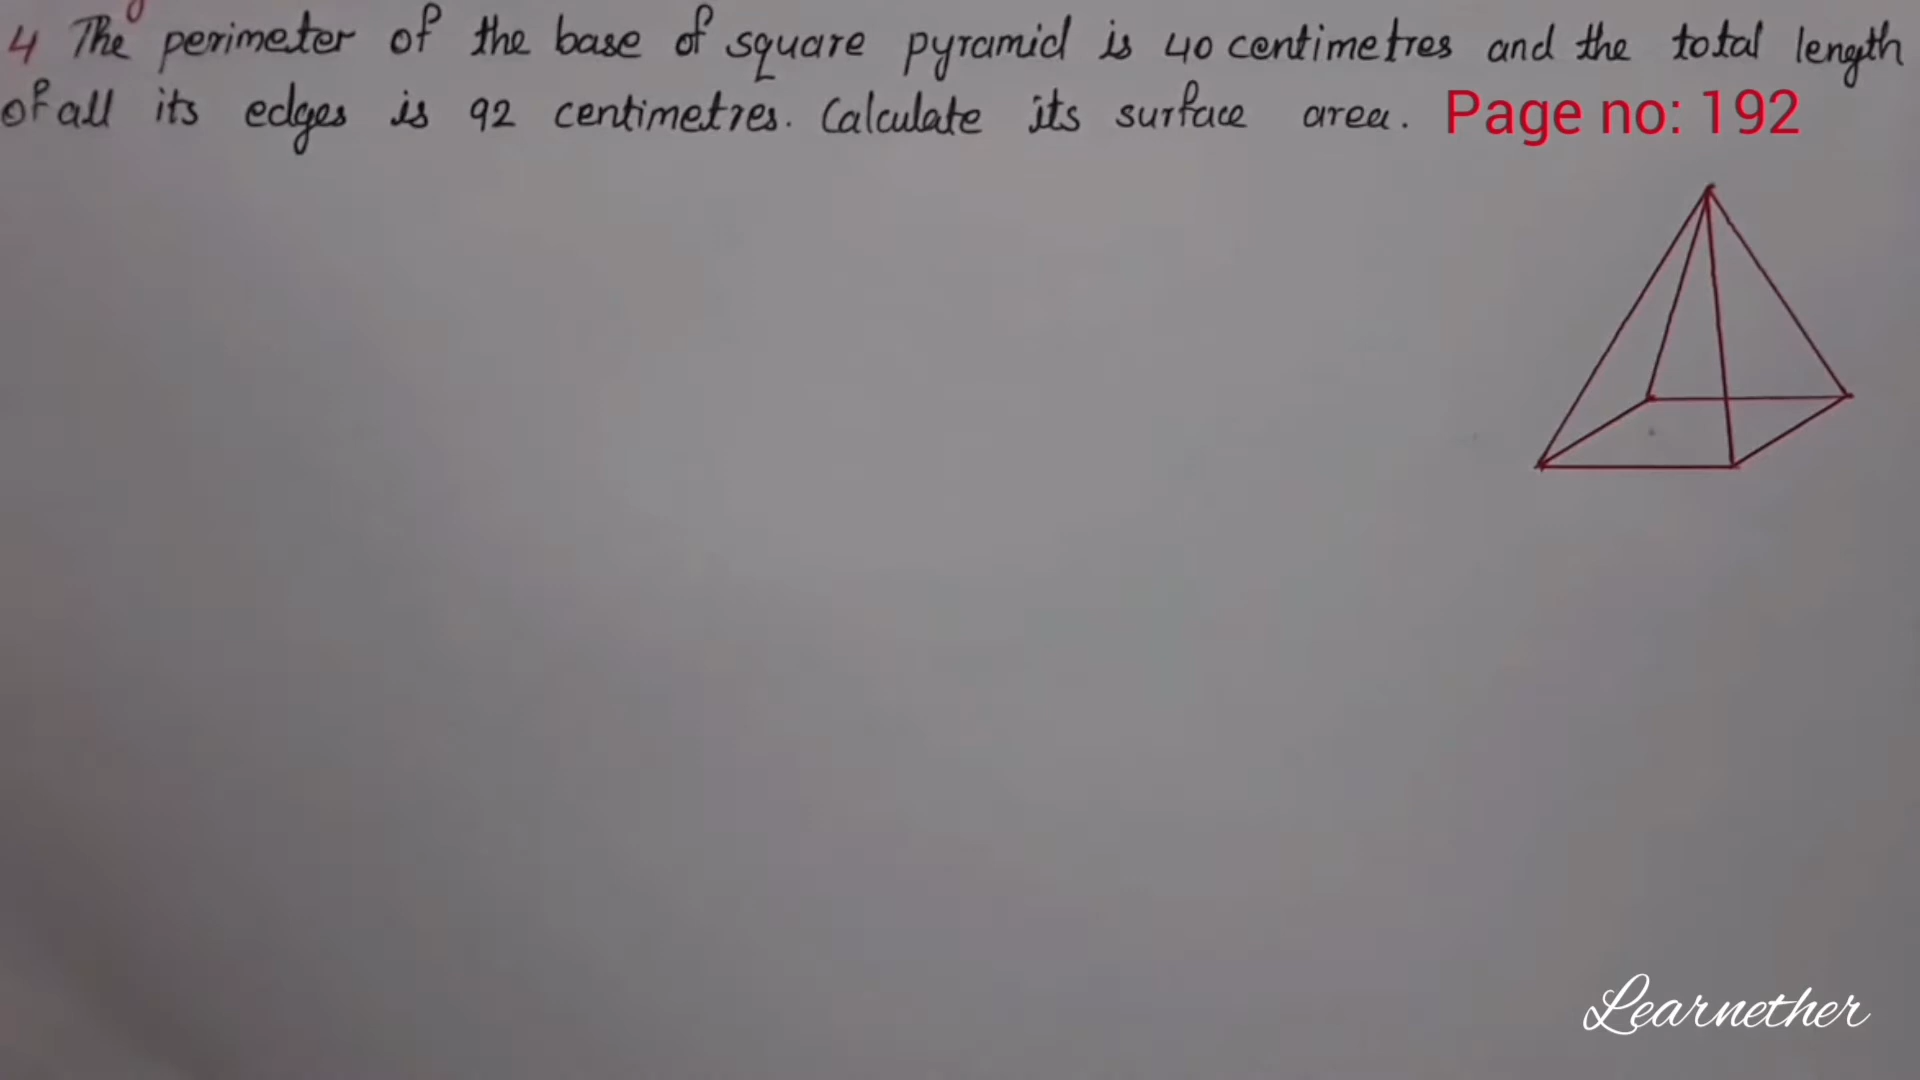 4 The perimeter of the base of square pyramid is 40 centimetres and the total length
of all its edges is 92 centimetres. Calculate its surface area. Page no: 192
Learnether